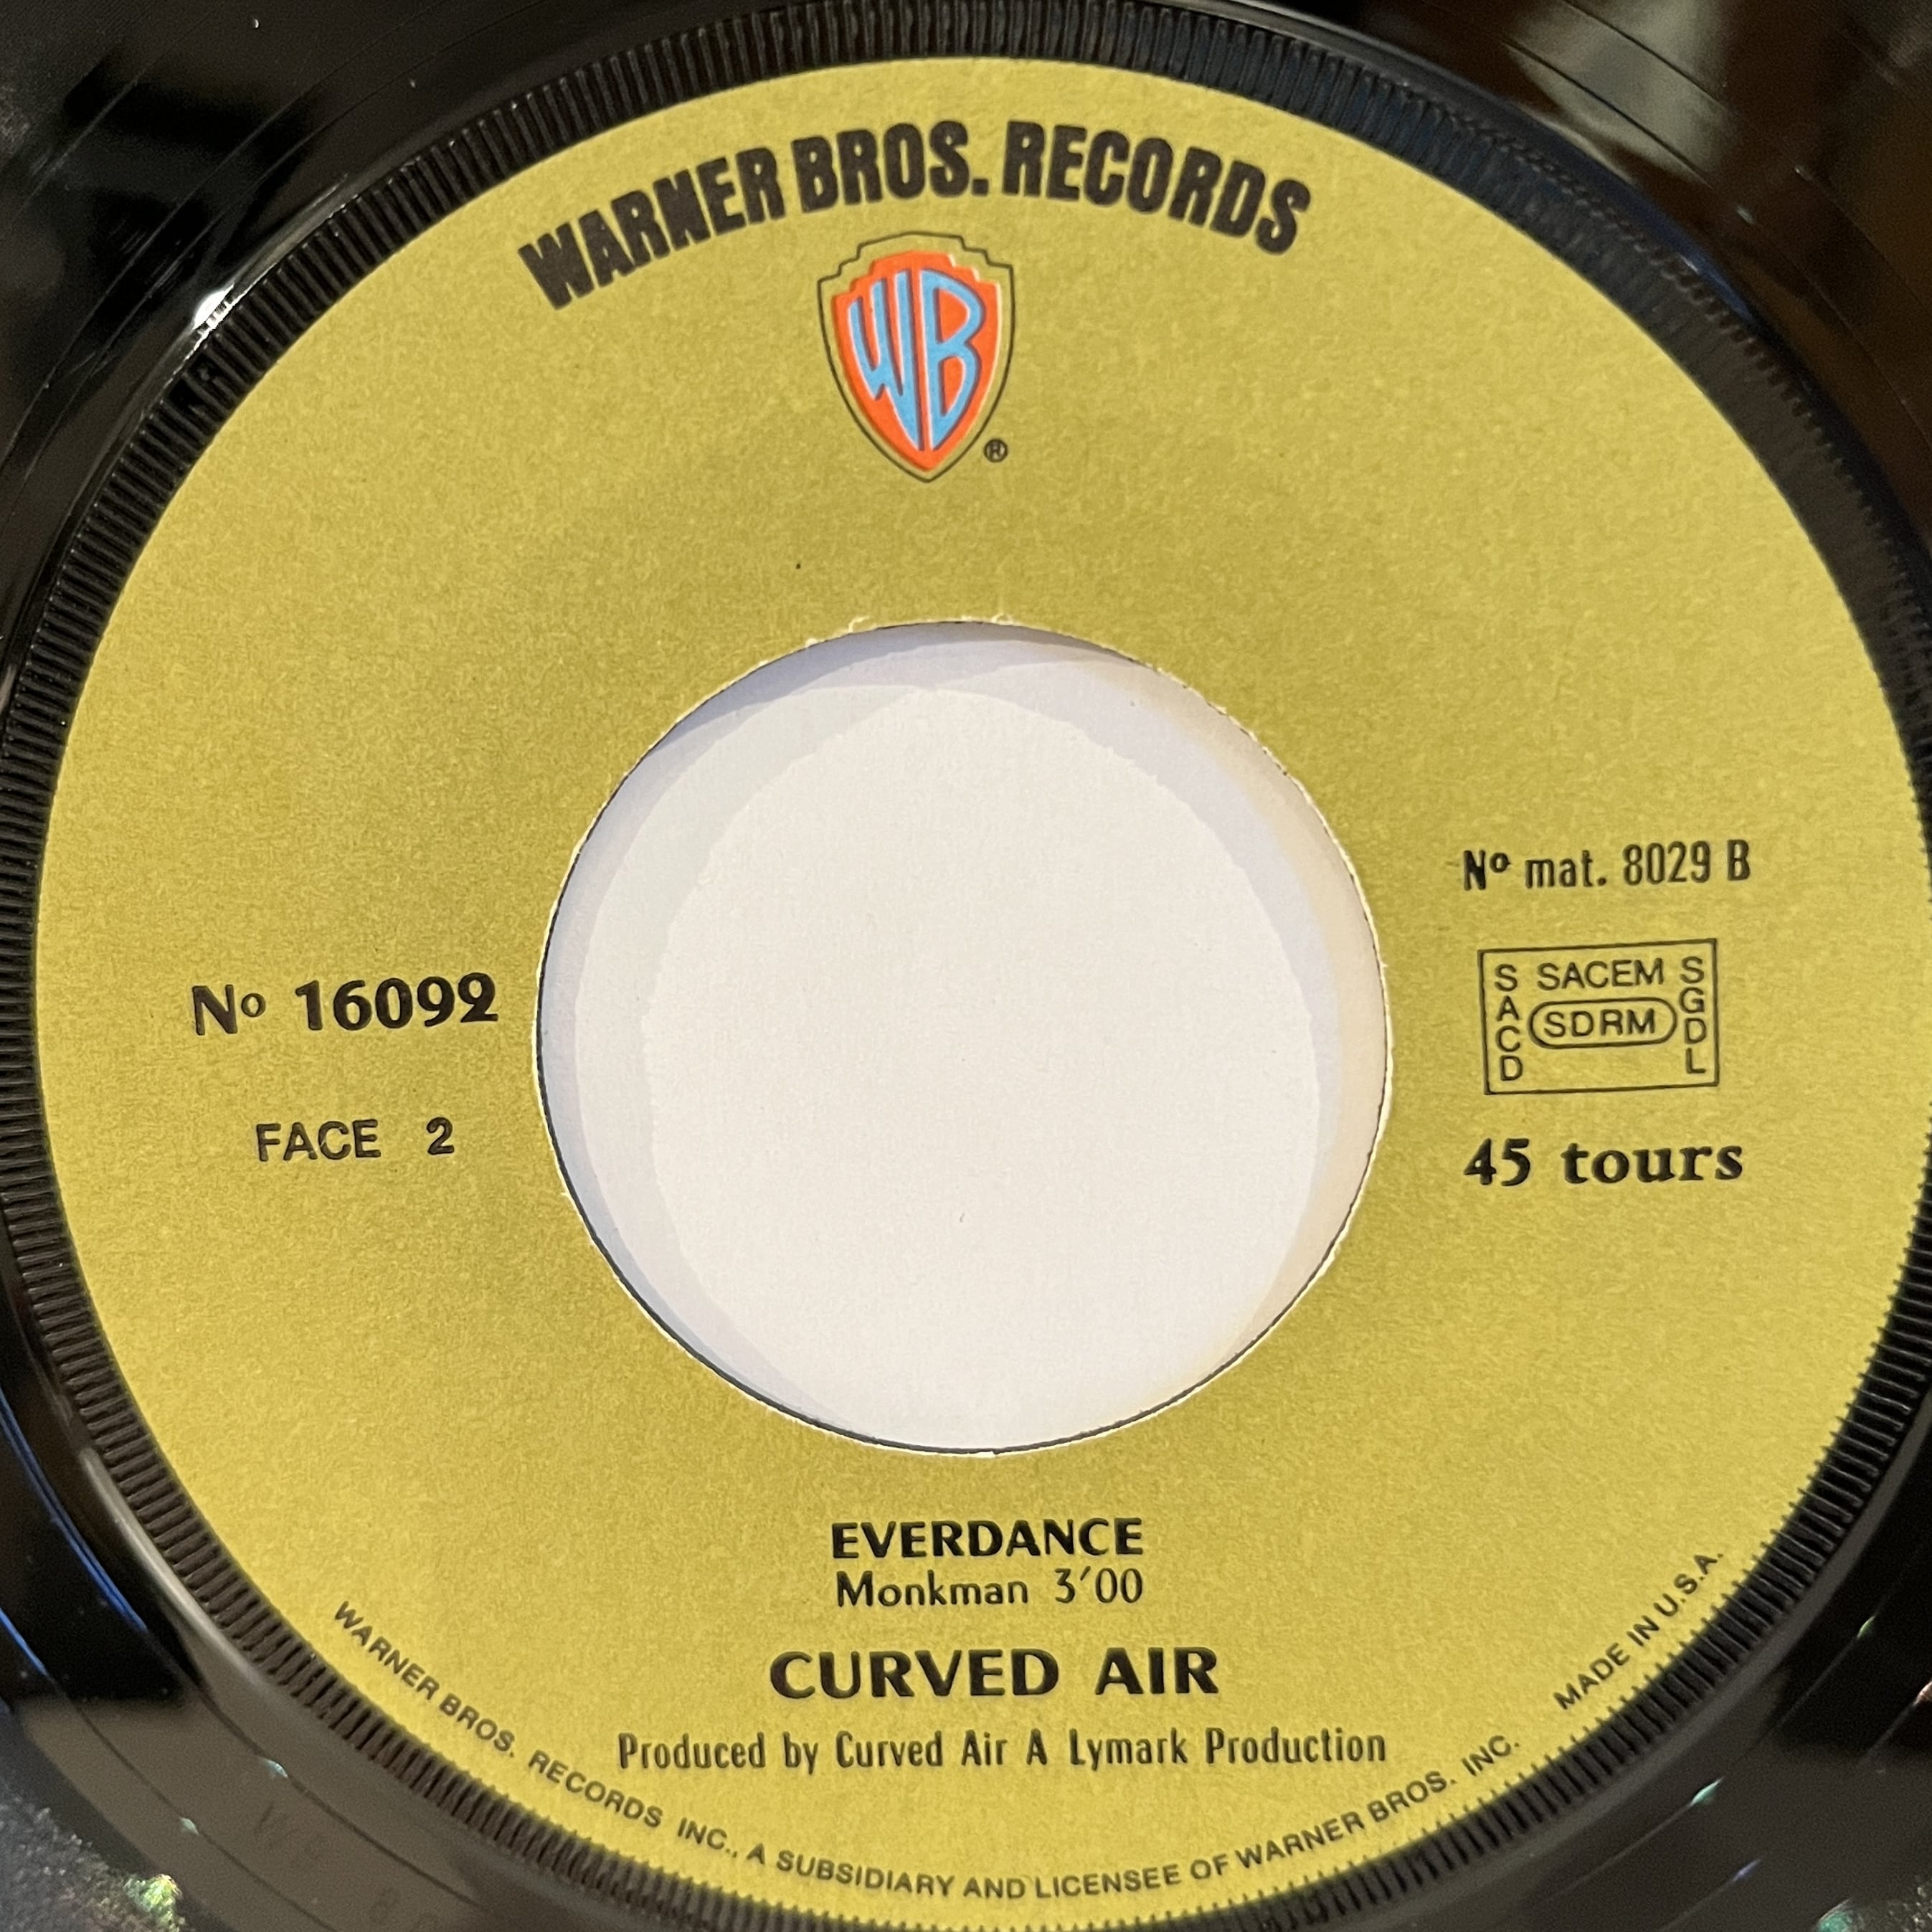 WARNER BROS. RECORDS
WB
®
Nº mat. 8029 B
S SACEM S
A G
C SDRM D
D L
Nº 16092
FACE 2
45 tours
EVERDANCE
Monkman 3'00
CURVED AIR
Produced by Curved Air A Lymark Production
WARNER BROS. RECORDS INC., A SUBSIDIARY AND LICENSEE OF WARNER BROS. INC. MADE IN U.S.A.